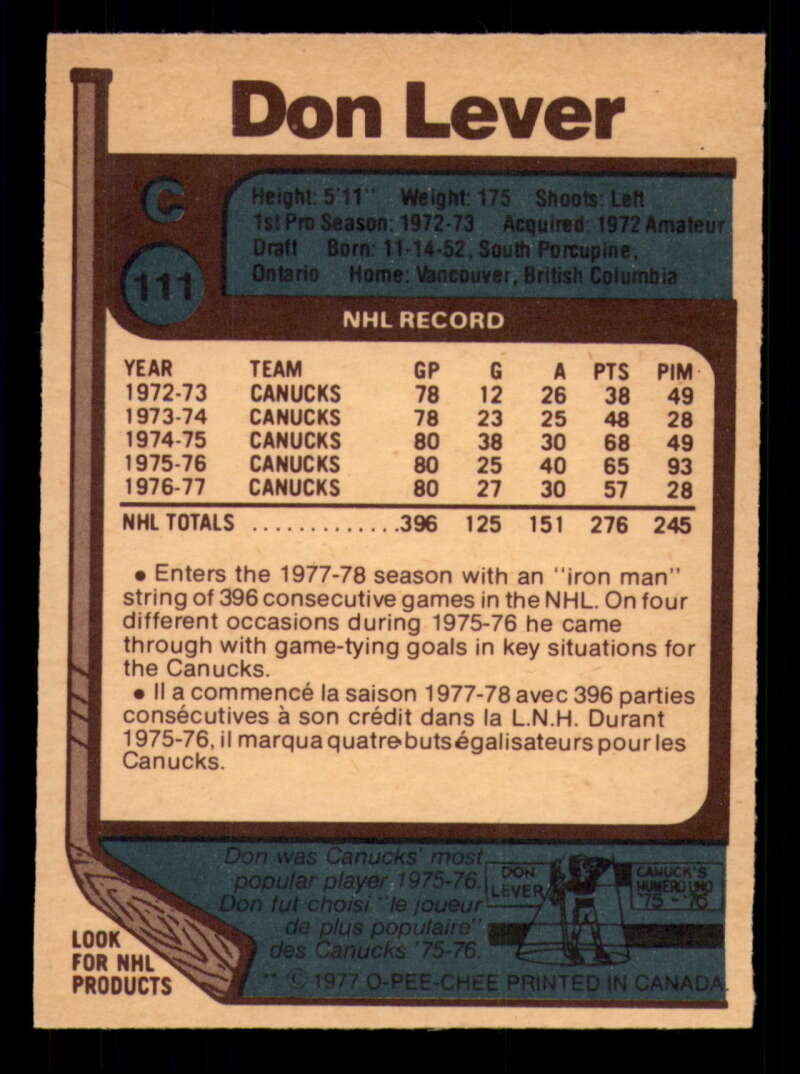 Don Lever
C
111
Height: 5'11" Weight: 175 Shoots: Left
1st Pro Season: 1972-73 Acquired: 1972 Amateur
Draft Born: 11-14-52, South Porcupine,
Ontario Home: Vancouver, British Columbia
NHL RECORD
YEAR TEAM GP G A PTS PIM
1972-73 CANUCKS 78 12 26 38 49
1973-74 CANUCKS 78 23 25 48 28
1974-75 CANUCKS 80 38 30 68 49
1975-76 CANUCKS 80 25 40 65 93
1976-77 CANUCKS 80 27 30 57 28
NHL TOTALS .............396 125 151 276 245
• Enters the 1977-78 season with an "iron man"
string of 396 consecutive games in the NHL. On four
different occasions during 1975-76 he came
through with game-tying goals in key situations for
the Canucks.
• Il a commencé la saison 1977-78 avec 396 parties
consécutives à son crédit dans la L.N.H. Durant
1975-76, il marqua quatre buts égalisateurs pour les
Canucks.
Don was Canucks' most
popular player 1975-76.
Don fut choisi "le joueur
de plus populaire"
des Canucks '75-76.
DON
LEVER
CANUCK'S
NUMERO UNO
'75-'76
LOOK
FOR NHL
PRODUCTS
** © 1977 O-PEE-CHEE PRINTED IN CANADA.